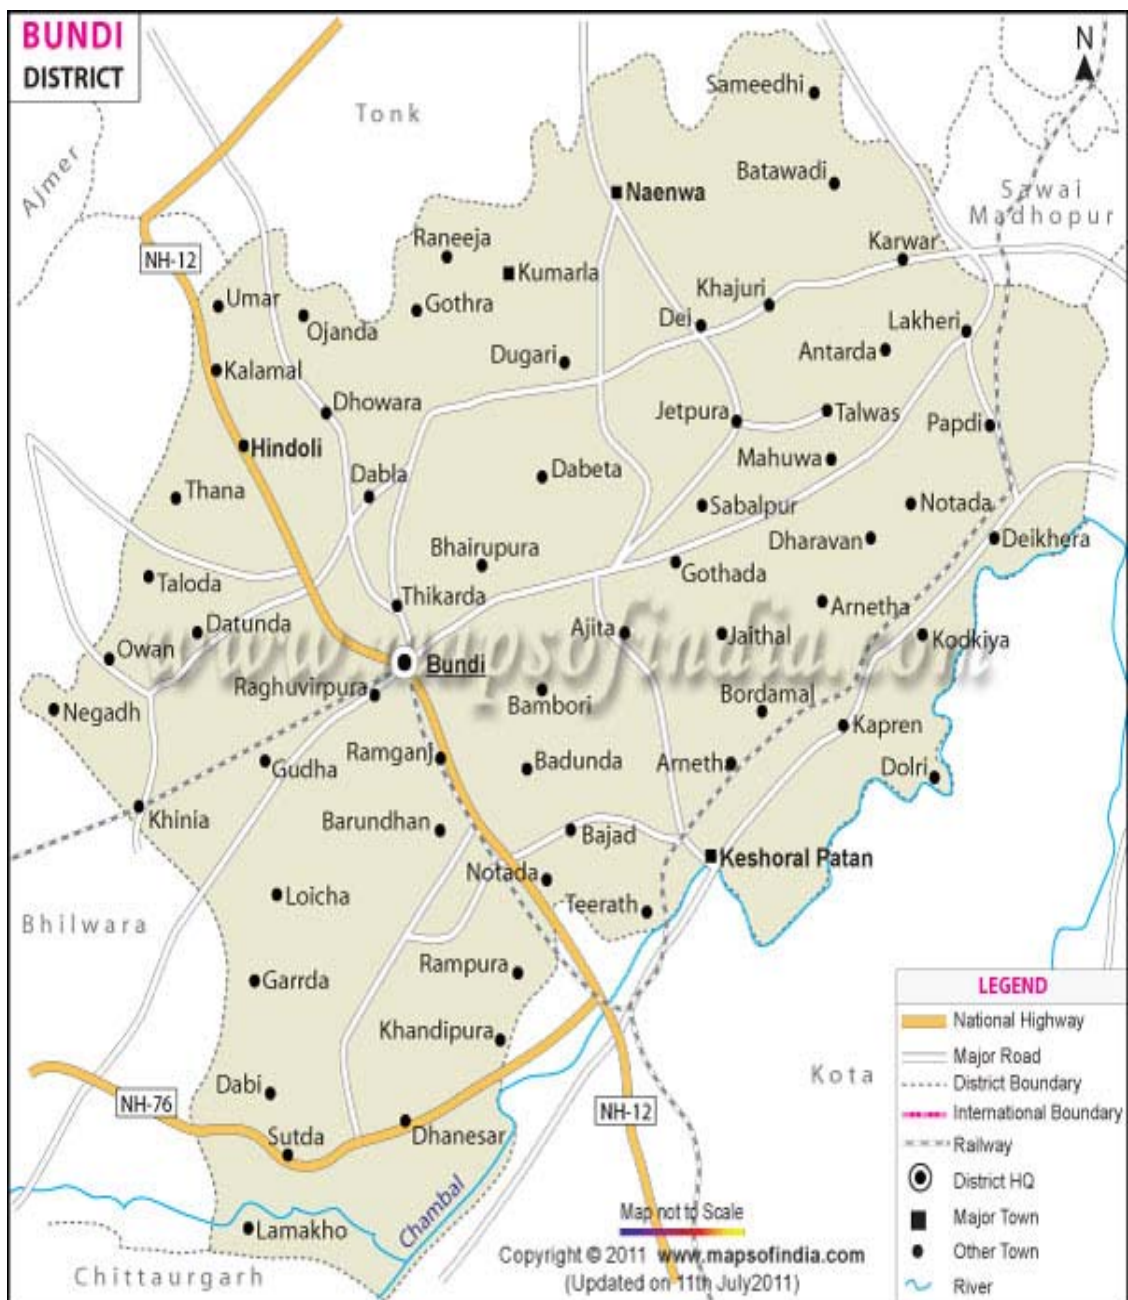 BUNDI
DISTRICT
N
Tonk
Ajmer
Sawai
Madhopur
Sameedhi
Batawadi
Naenwa
Raneeja
Karwar
NH-12
Kumarla
Umar
Ojanda
Gothra
Khajuri
Dei
Lakheri
Kalamal
Dugari
Antarda
Dhowara
Jetpura
Talwas
Papdi
Hindoli
Dabla
Dabeta
Mahuwa
Thana
Sabalpur
Notada
Bhairupura
Dharavan
Deikhera
Taloda
Gothada
Thikarda
Arnetha
Datunda
Ajita
Jaithal
Kodkiya
www.mapsofindia.com
Owan
Bundi
Raghuvirpura
Bambori
Bordamal
Negadh
Kapren
Ramganj
Gudha
Badunda
Arneth
Dolri
Khinia
Barundhan
Bajad
Keshoral Patan
Notada
Loicha
Teerath
Bhilwara
Rampura
Garrda
Khandipura
Kota
Dabi
NH-76
NH-12
Sutda
Dhanesar
Chambal
Lamakho
Chittaurgarh
LEGEND
National Highway
Major Road
District Boundary
International Boundary
Railway
District HQ
Major Town
Other Town
River
Map not to Scale
Copyright © 2011 www.mapsofindia.com
(Updated on 11th July2011)